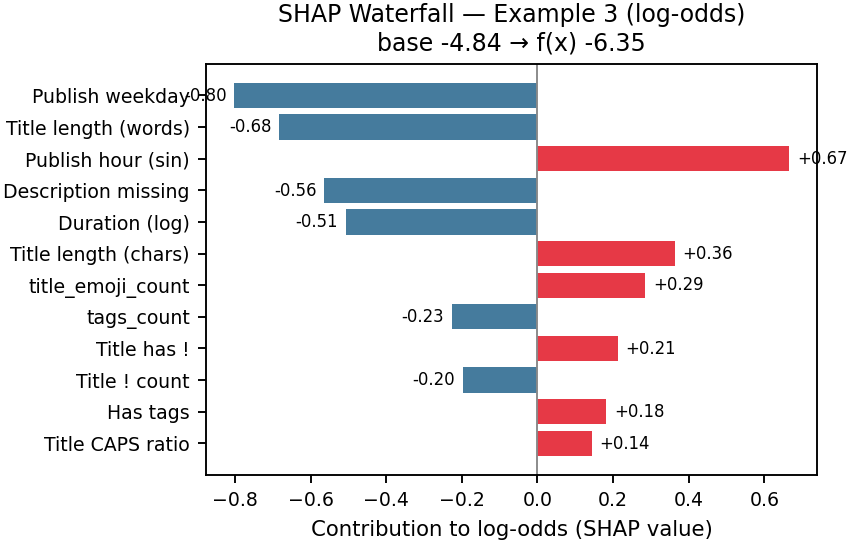 SHAP Waterfall — Example 3 (log-odds)
base -4.84 → f(x) -6.35
Publish weekday -0.80
Title length (words) -0.68
Publish hour (sin) +0.67
Description missing -0.56
Duration (log) -0.51
Title length (chars) +0.36
title_emoji_count +0.29
tags_count -0.23
Title has ! +0.21
Title ! count -0.20
Has tags +0.18
Title CAPS ratio +0.14
−0.8 −0.6 −0.4 −0.2 0.0 0.2 0.4 0.6
Contribution to log-odds (SHAP value)